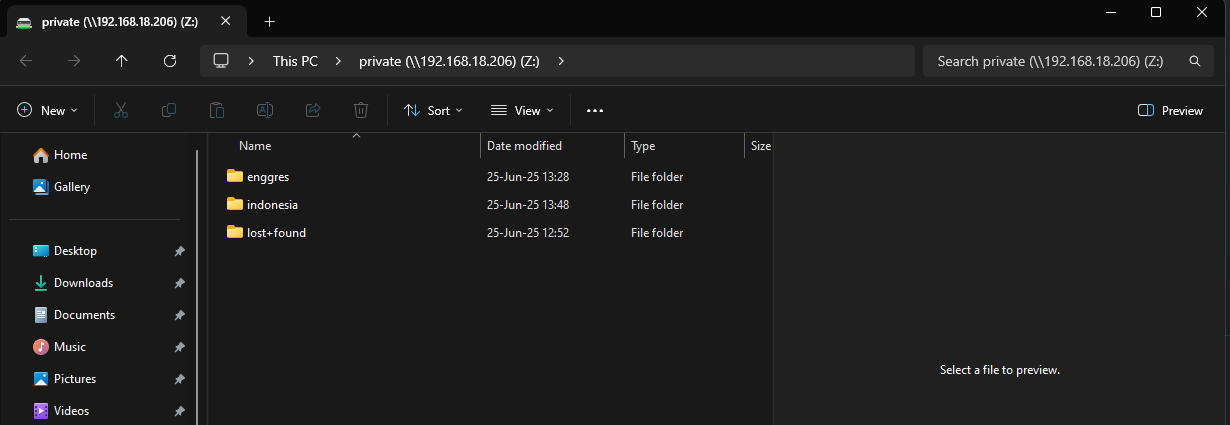 private (\\192.168.18.206) (Z:)
This PC private (\\192.168.18.206) (Z:) Search private (\\192.168.18.206) (Z:)
New Sort View Preview
Name Date modified Type Size
Home
Gallery
Desktop
Downloads
Documents
Music
Pictures
Videos
enggres 25-Jun-25 13:28 File folder
indonesia 25-Jun-25 13:48 File folder
lost+found 25-Jun-25 12:52 File folder
Select a file to preview.